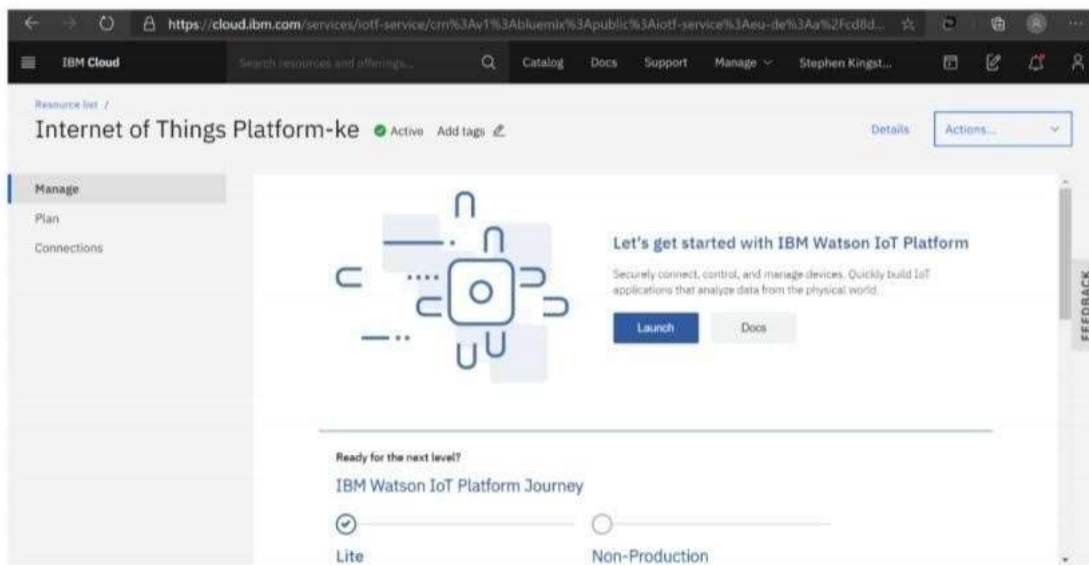 https://cloud.ibm.com/services/iotf-service/crn%3Av1%3Abluemix%3Apublic%3Aiotf-service%3Aeu-de%3Aa%2Fcd8d...
IBM Cloud Search resources and offerings... Catalog Docs Support Manage Stephen Kingst...
Resource list /
Internet of Things Platform-ke Active Add tags Details Actions...
Manage
Plan
Connections
Let's get started with IBM Watson IoT Platform
Securely connect, control, and manage devices. Quickly build IoT
applications that analyze data from the physical world.
Launch Docs
FEEDBACK
Ready for the next level?
IBM Watson IoT Platform Journey
Lite Non-Production